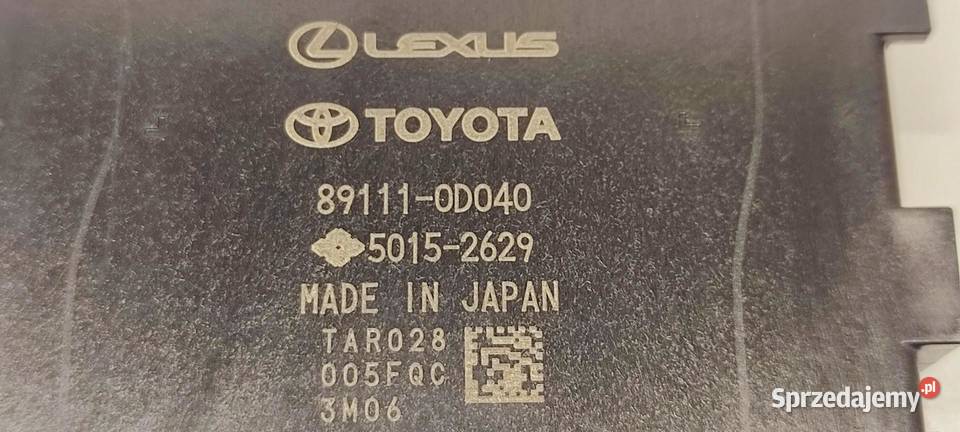 LEXUS
TOYOTA
89111-0D040
5015-2629
MADE IN JAPAN
TAR028
005FQC
3M06
Sprzedajemy.pl